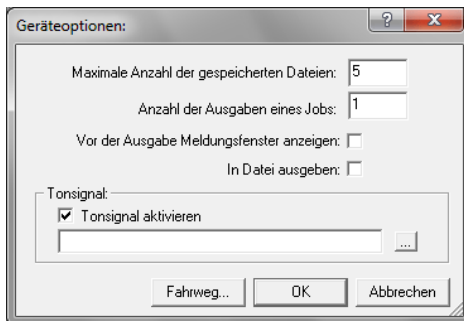 Geräteoptionen:
Maximale Anzahl der gespeicherten Dateien: 5
Anzahl der Ausgaben eines Jobs: 1
Vor der Ausgabe Meldungsfenster anzeigen:
In Datei ausgeben:
Tonsignal:
Tonsignal aktivieren
...
Fahrweg... OK Abbrechen